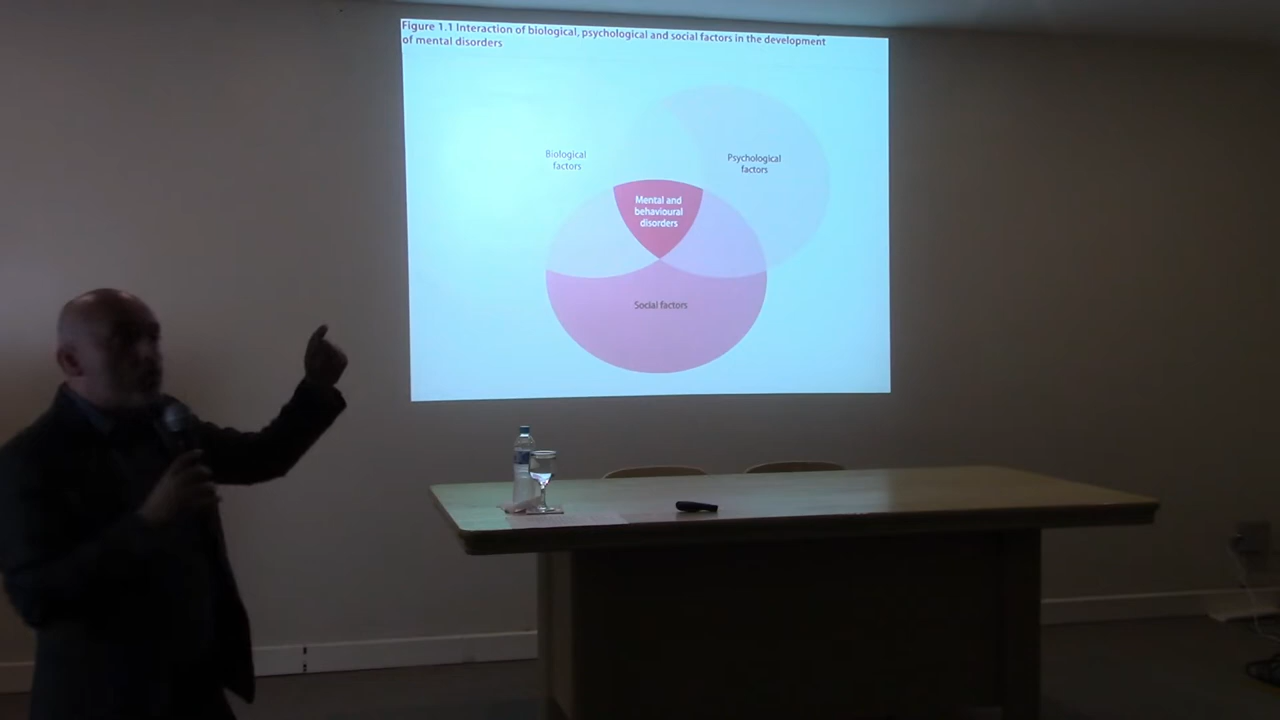 Figure 1.1 Interaction of biological, psychological and social factors in the development
of mental disorders
Biological
factors
Psychological
factors
Mental and
behavioural
disorders
Social factors